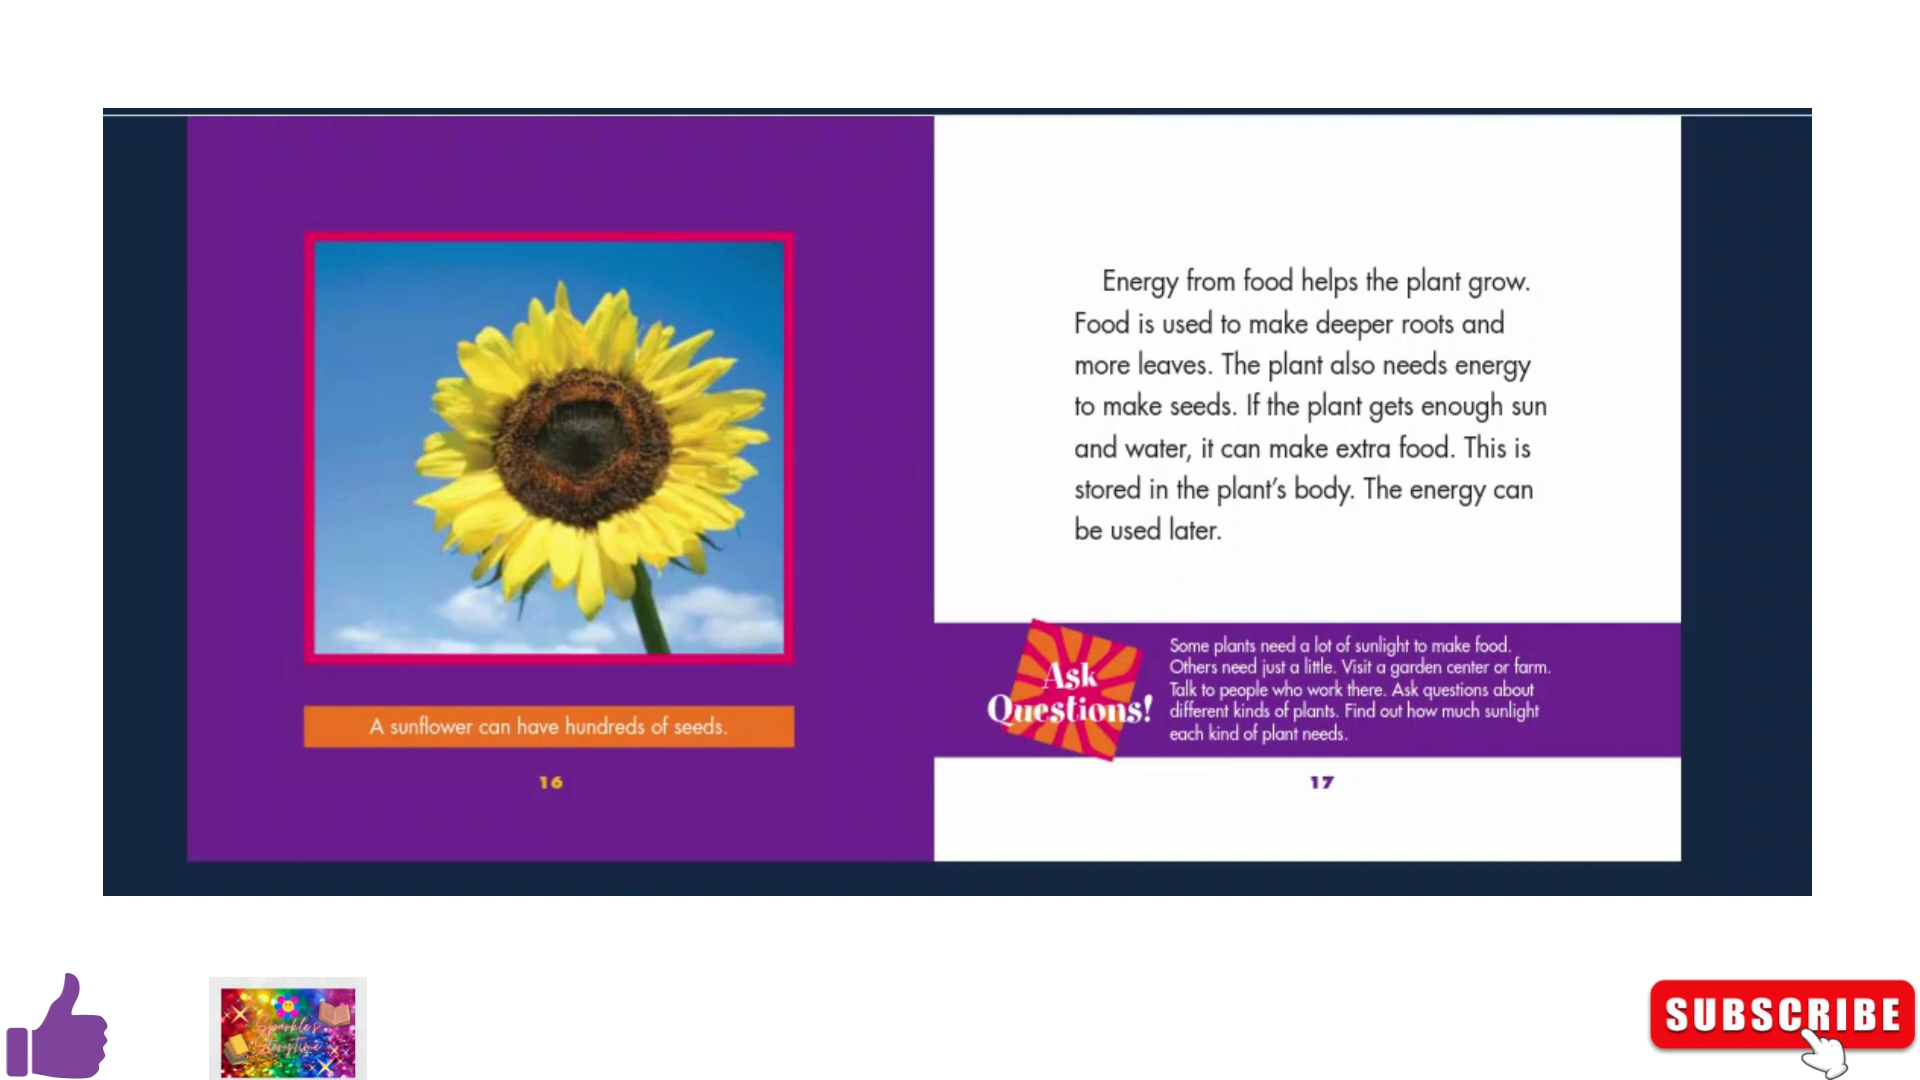 A sunflower can have hundreds of seeds.
16
Energy from food helps the plant grow.
Food is used to make deeper roots and
more leaves. The plant also needs energy
to make seeds. If the plant gets enough sun
and water, it can make extra food. This is
stored in the plant's body. The energy can
be used later.
Ask
Questions!
Some plants need a lot of sunlight to make food.
Others need just a little. Visit a garden center or farm.
Talk to people who work there. Ask questions about
different kinds of plants. Find out how much sunlight
each kind of plant needs.
17
Sparkle's
Storytime
SUBSCRIBE